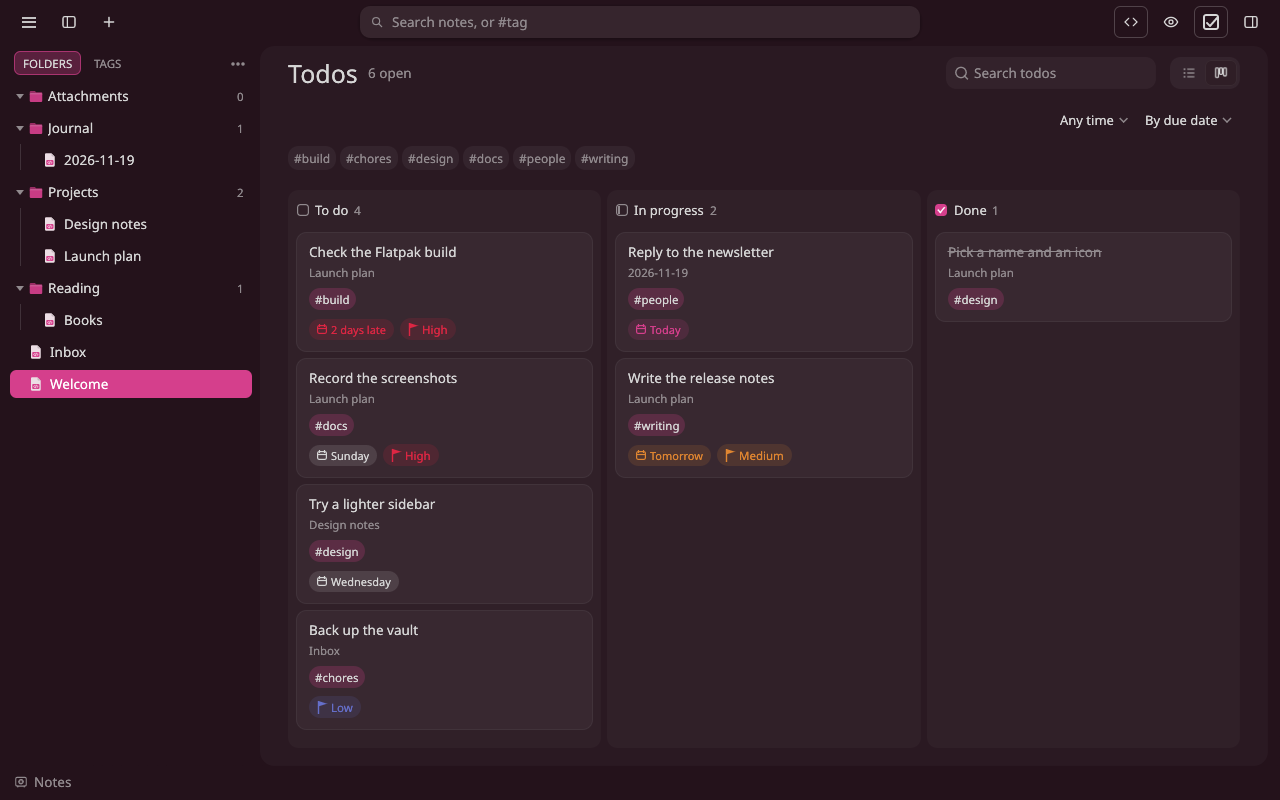 Search notes, or #tag
FOLDERS TAGS
Attachments 0
Journal 1
2026-11-19
Projects 2
Design notes
Launch plan
Reading 1
Books
Inbox
Welcome
Notes
Todos 6 open
Search todos
Any time By due date
#build #chores #design #docs #people #writing
To do 4
Check the Flatpak build
Launch plan
#build
2 days late High
Record the screenshots
Launch plan
#docs
Sunday High
Try a lighter sidebar
Design notes
#design
Wednesday
Back up the vault
Inbox
#chores
Low
In progress 2
Reply to the newsletter
2026-11-19
#people
Today
Write the release notes
Launch plan
#writing
Tomorrow Medium
Done 1
Pick a name and an icon
Launch plan
#design